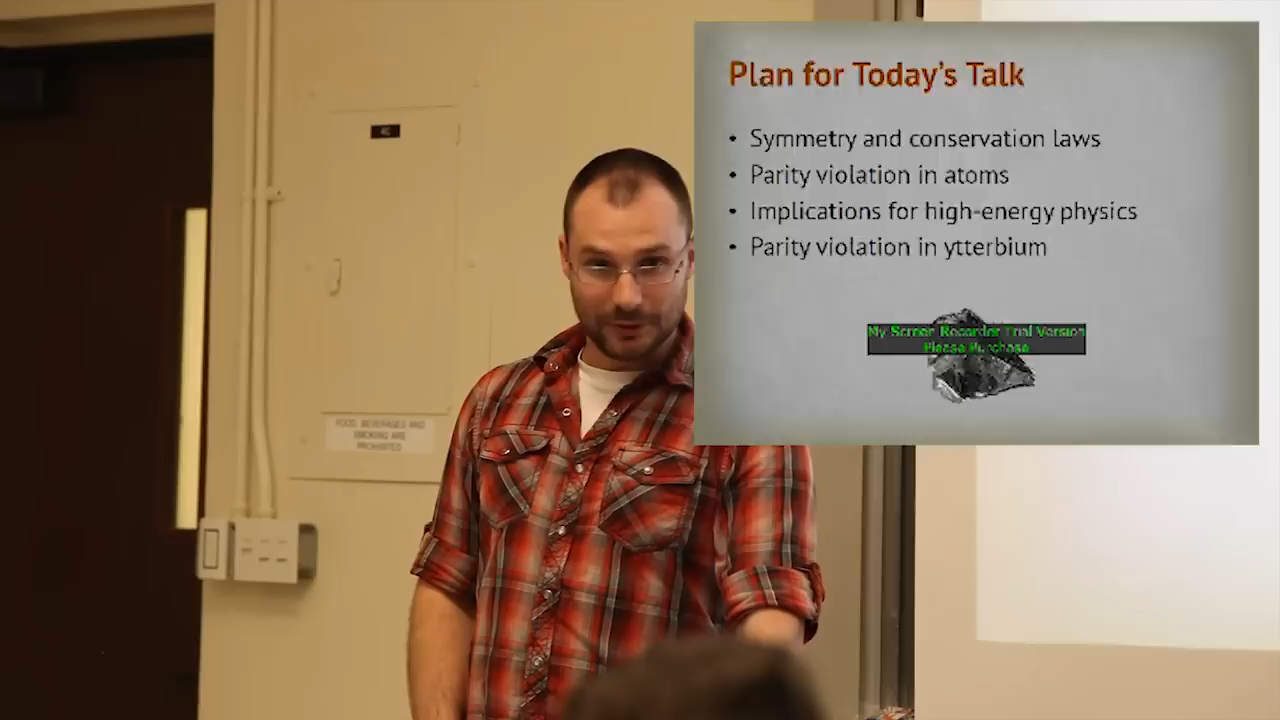 Plan for Today's Talk
• Symmetry and conservation laws
• Parity violation in atoms
• Implications for high-energy physics
• Parity violation in ytterbium
My Screen Recorder Trial Version
Please Purchase
FOOD, BEVERAGES AND
SMOKING ARE
PROHIBITED